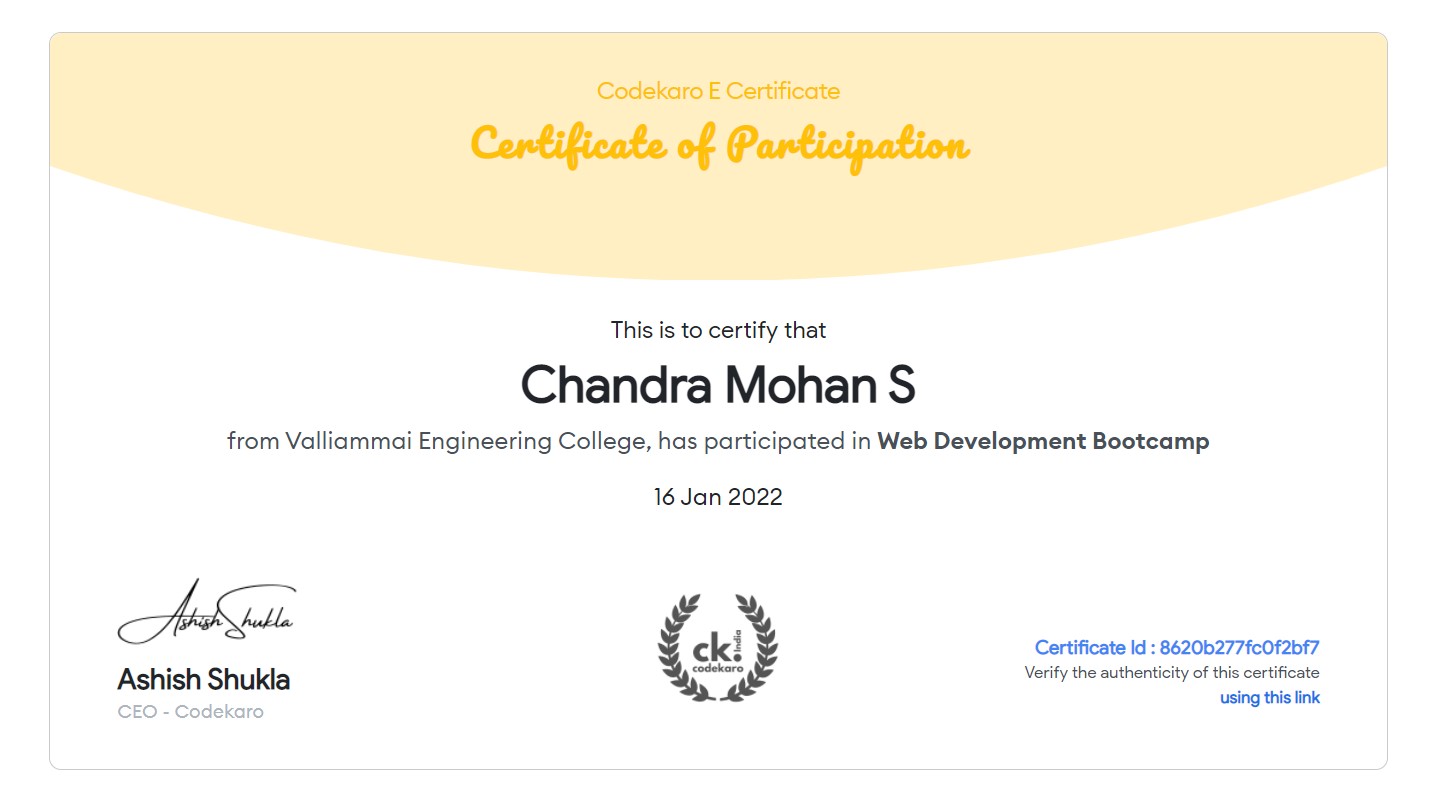 Codekaro E Certificate
Certificate of Participation
This is to certify that
Chandra Mohan S
from Valliammai Engineering College, has participated in Web Development Bootcamp
16 Jan 2022
Ashish Shukla
Ashish Shukla
CEO - Codekaro
ck!
India
codekaro
Certificate Id : 8620b277fc0f2bf7
Verify the authenticity of this certificate
using this link